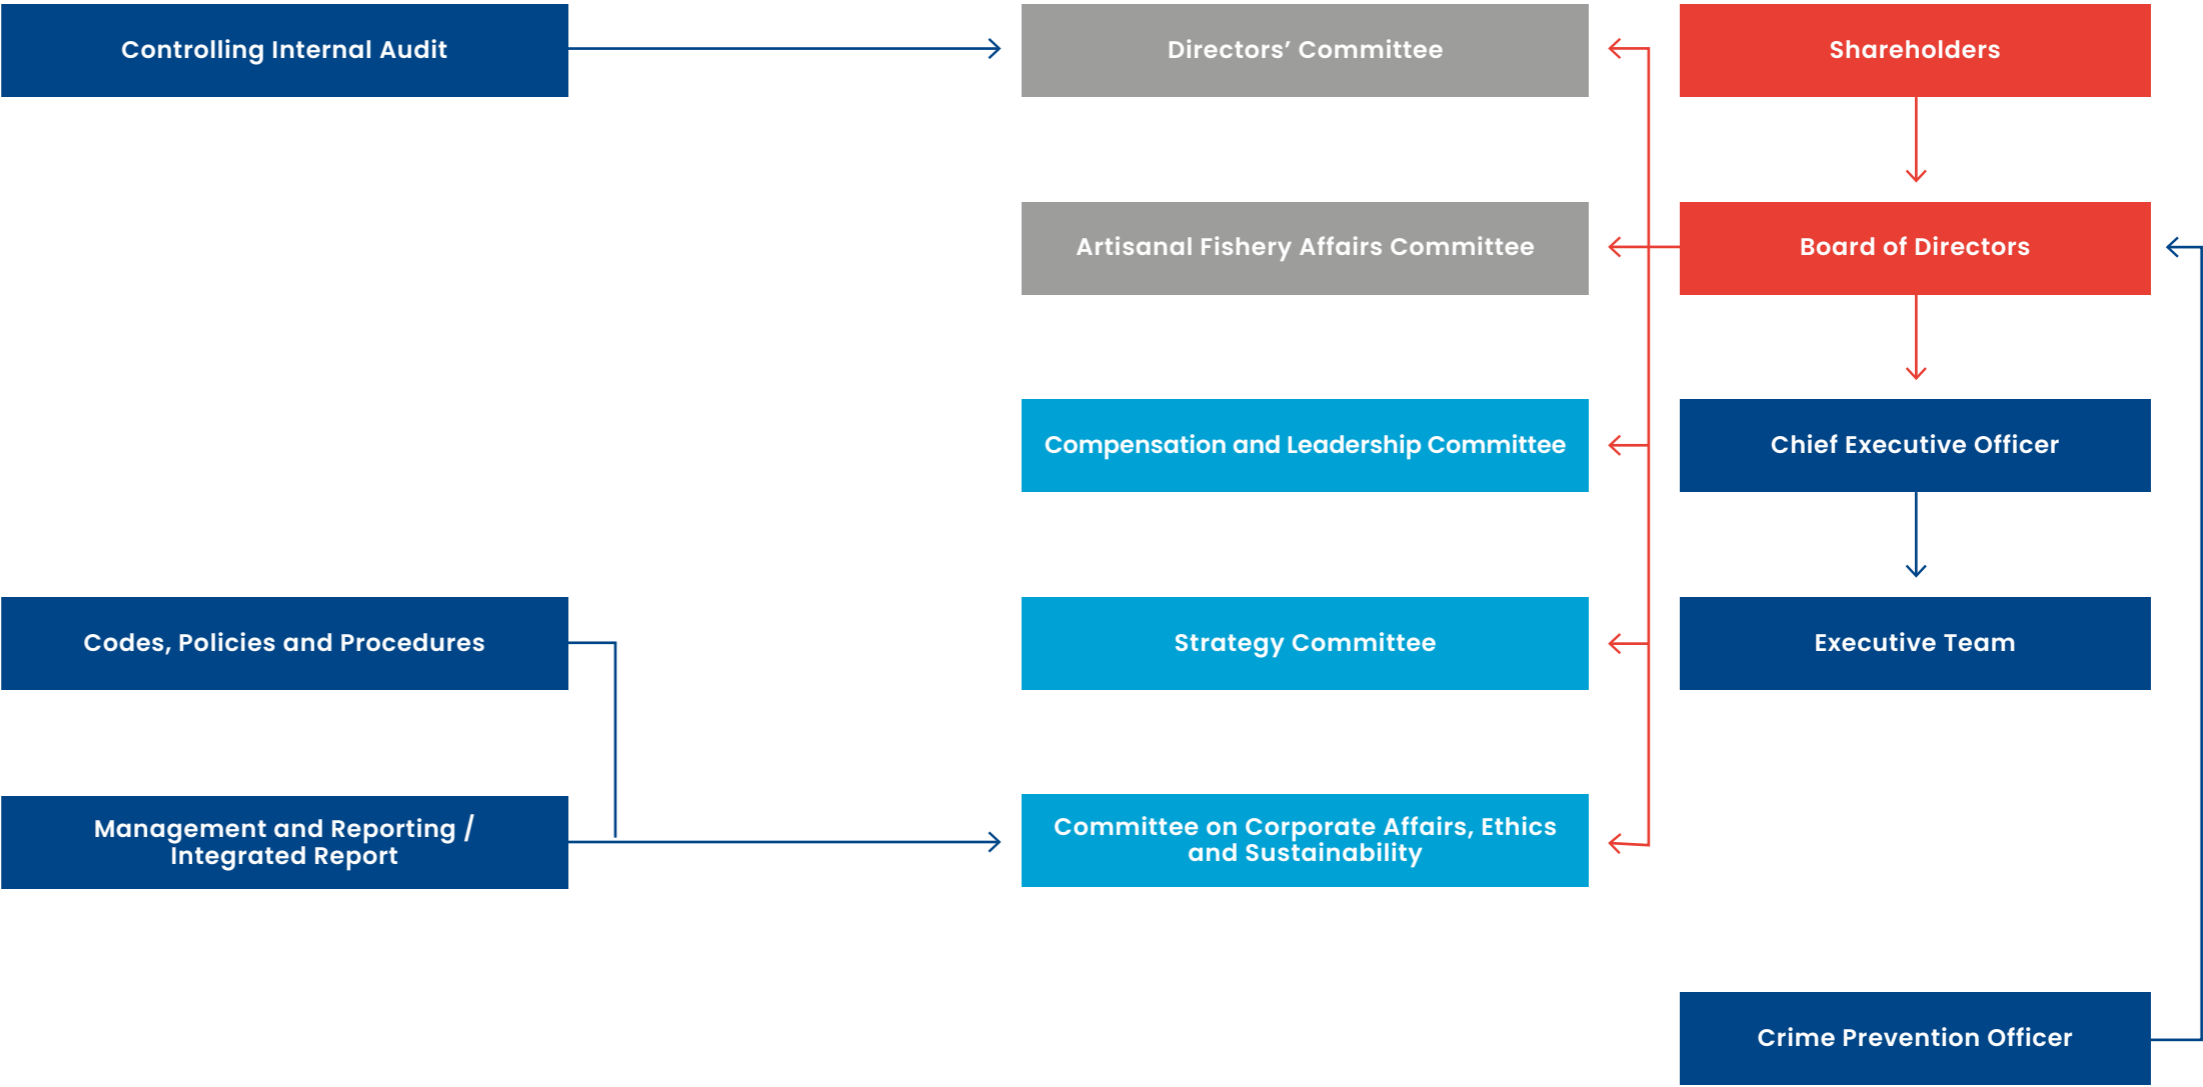 Controlling Internal Audit
Directors’ Committee
Shareholders
Artisanal Fishery Affairs Committee
Board of Directors
Compensation and Leadership Committee
Chief Executive Officer
Codes, Policies and Procedures
Strategy Committee
Executive Team
Management and Reporting /
Integrated Report
Committee on Corporate Affairs, Ethics
and Sustainability
Crime Prevention Officer